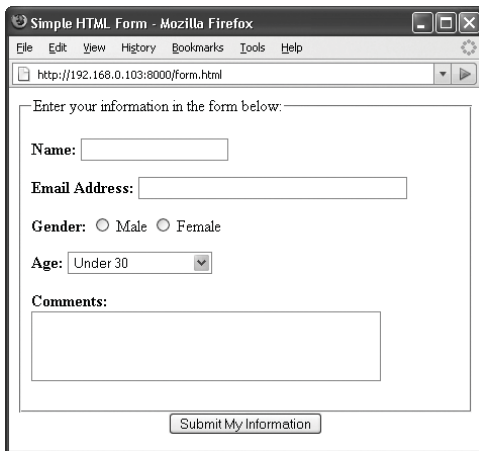 Simple HTML Form - Mozilla Firefox
File Edit View History Bookmarks Tools Help
http://192.168.0.103:8000/form.html
Enter your information in the form below:
Name:
Email Address:
Gender: Male Female
Age: Under 30
Comments:
Submit My Information